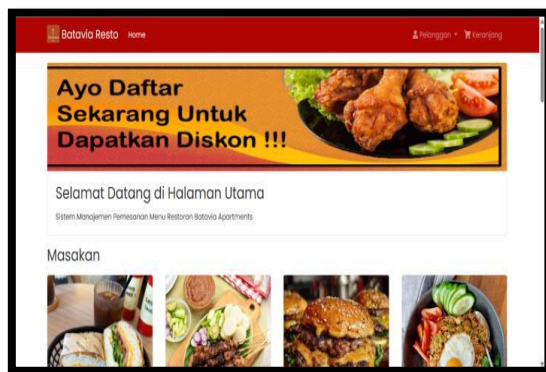 Batavia Resto Home Pelanggan Keranjang
Ayo Daftar
Sekarang Untuk
Dapatkan Diskon !!!
Selamat Datang di Halaman Utama
Sistem Manajemen Pemesanan Menu Restoran Batavia Apartments
Masakan